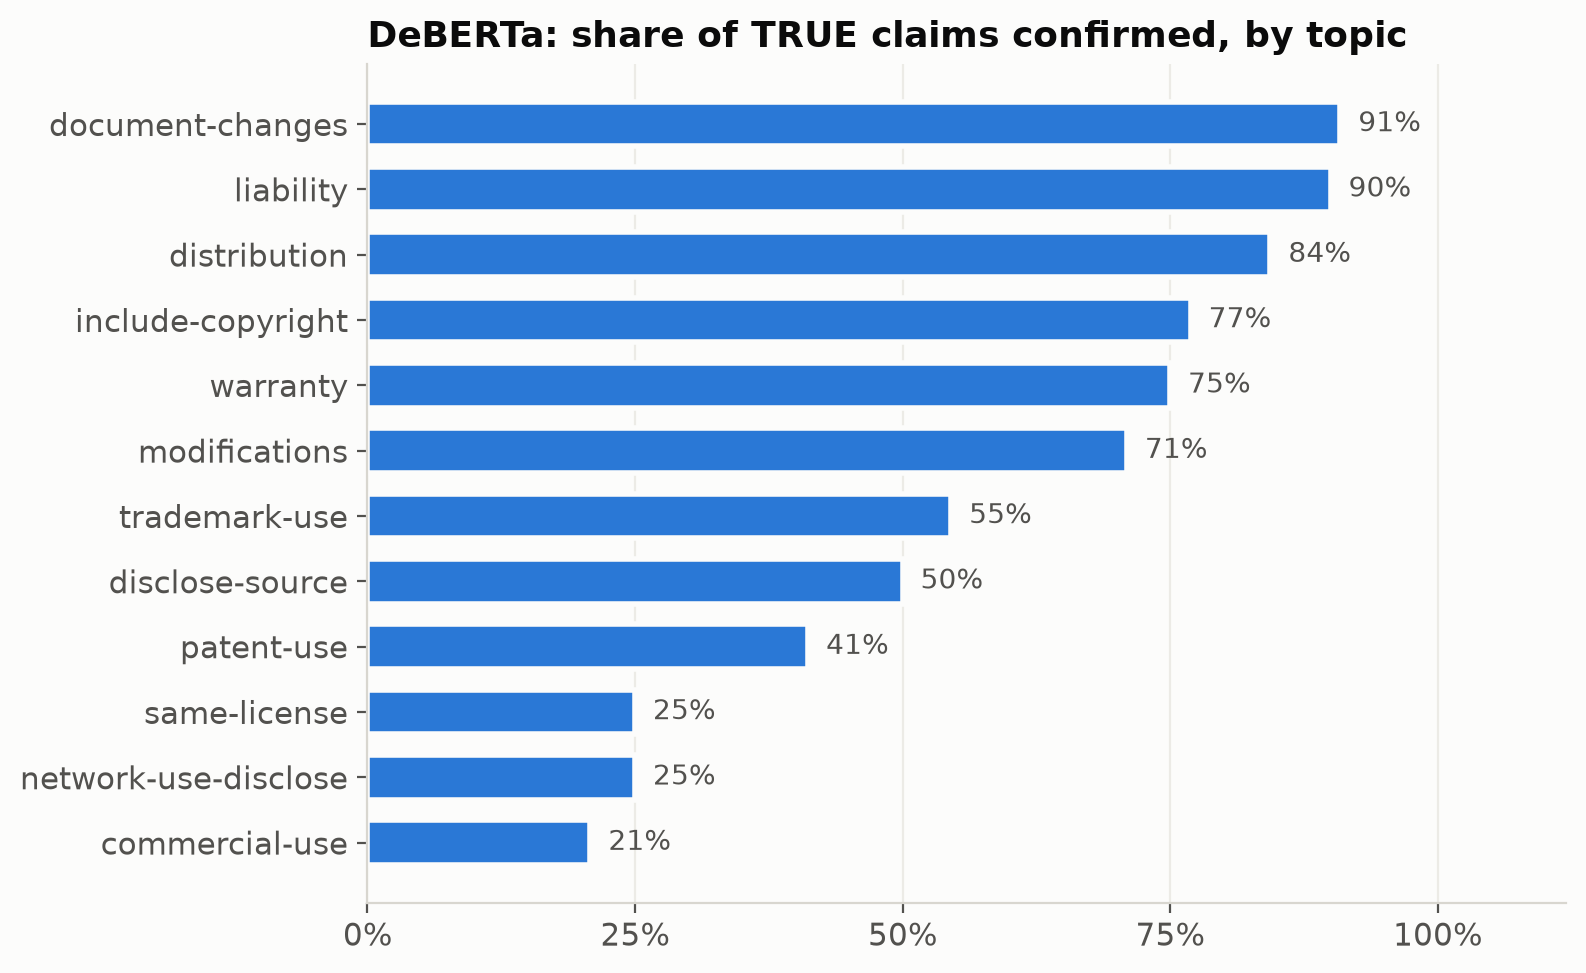 DeBERTa: share of TRUE claims confirmed, by topic
document-changes 91%
liability 90%
distribution 84%
include-copyright 77%
warranty 75%
modifications 71%
trademark-use 55%
disclose-source 50%
patent-use 41%
same-license 25%
network-use-disclose 25%
commercial-use 21%
0% 25% 50% 75% 100%